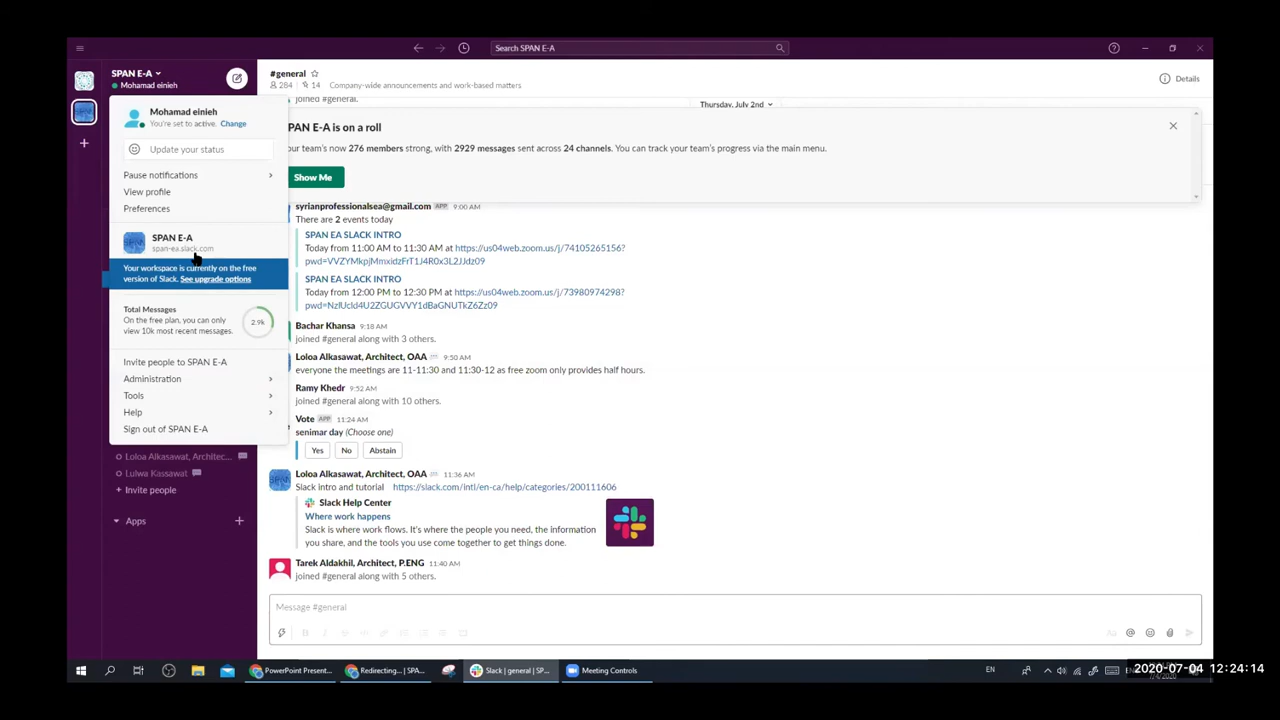 Search SPAN E-A
SPAN E-A
Mohamad einieh
Mohamad einieh
You're set to active. Change
Update your status
Pause notifications
View profile
Preferences
SPAN E-A
span-ea.slack.com
Your workspace is currently on the free
version of Slack. See upgrade options
Total Messages
On the free plan, you can only
view 10k most recent messages.
2.9k
Invite people to SPAN E-A
Administration
Tools
Help
Sign out of SPAN E-A
Loloa Alkasawat, Architec...
Lulwa Kassawat
+ Invite people
Apps
#general
284
14
Company-wide announcements and work-based matters
Details
joined #general.
Thursday, July 2nd
PAN E-A is on a roll
our team's now 276 members strong, with 2929 messages sent across 24 channels. You can track your team's progress via the main menu.
Show Me
syrianprofessionalsea@gmail.com APP 9:00 AM
There are 2 events today
SPAN EA SLACK INTRO
Today from 11:00 AM to 11:30 AM at https://us04web.zoom.us/j/74105265156?
pwd=VVZYMkpjMmxidzFrT1J4R0x3L2Jzdz09
SPAN EA SLACK INTRO
Today from 12:00 PM to 12:30 PM at https://us04web.zoom.us/j/73980974298?
pwd=NzlUcld4U2ZGUGVVY1dBaGNUTkZ6Zz09
Bachar Khansa 9:18 AM
joined #general along with 3 others.
Loloa Alkasawat, Architect, OAA 9:50 AM
everyone the meetings are 11-11:30 and 11:30-12 as free zoom only provides half hours.
Ramy Khedr 9:52 AM
joined #general along with 10 others.
Vote APP 11:24 AM
senimar day (Choose one)
Yes
No
Abstain
Loloa Alkasawat, Architect, OAA 11:36 AM
Slack intro and tutorial https://slack.com/intl/en-ca/help/categories/200111606
Slack Help Center
Where work happens
Slack is where work flows. It's where the people you need, the information
you share, and the tools you use come together to get things done.
Tarek Aldakhil, Architect, P.ENG 11:40 AM
joined #general along with 5 others.
Message #general
PowerPoint Present...
Redirecting... | SPA...
Slack | general | SP...
Meeting Controls
EN
2020-07-04 12:24:14